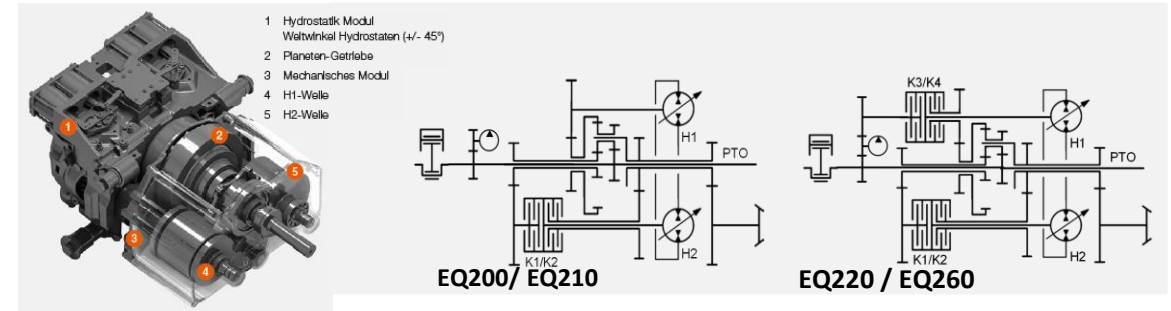 1 Hydrostatik Modul
Weitwinkel Hydrostaten (+/- 45°)
2 Planeten-Getriebe
3 Mechanisches Modul
4 H1-Welle
5 H2-Welle
1
2
5
3
4
H1
PTO
H2
K1/K2
EQ200/ EQ210
K3/K4
H1
PTO
H2
K1/K2
EQ220 / EQ260